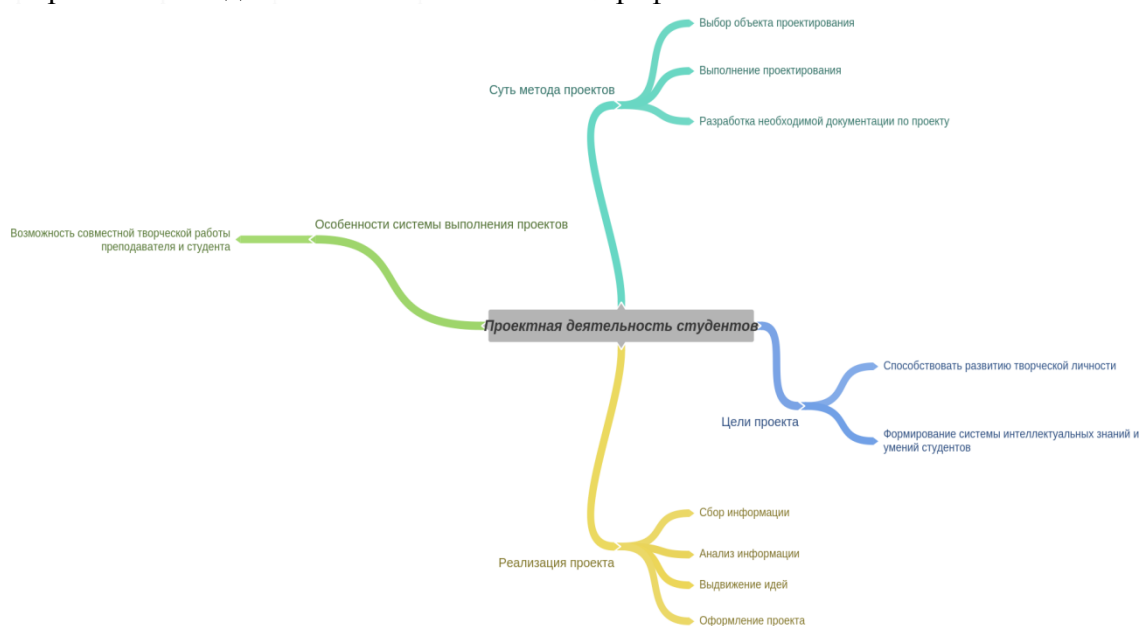 Выбор объекта проектирования
Выполнение проектирования
Суть метода проектов
Разработка необходимой документации по проекту
Особенности системы выполнения проектов
Возможность совместной творческой работы
преподавателя и студента
Проектная деятельность студентов
Способствовать развитию творческой личности
Цели проекта
Формирование системы интеллектуальных знаний и
умений студентов
Сбор информации
Анализ информации
Реализация проекта
Выдвижение идей
Оформление проекта